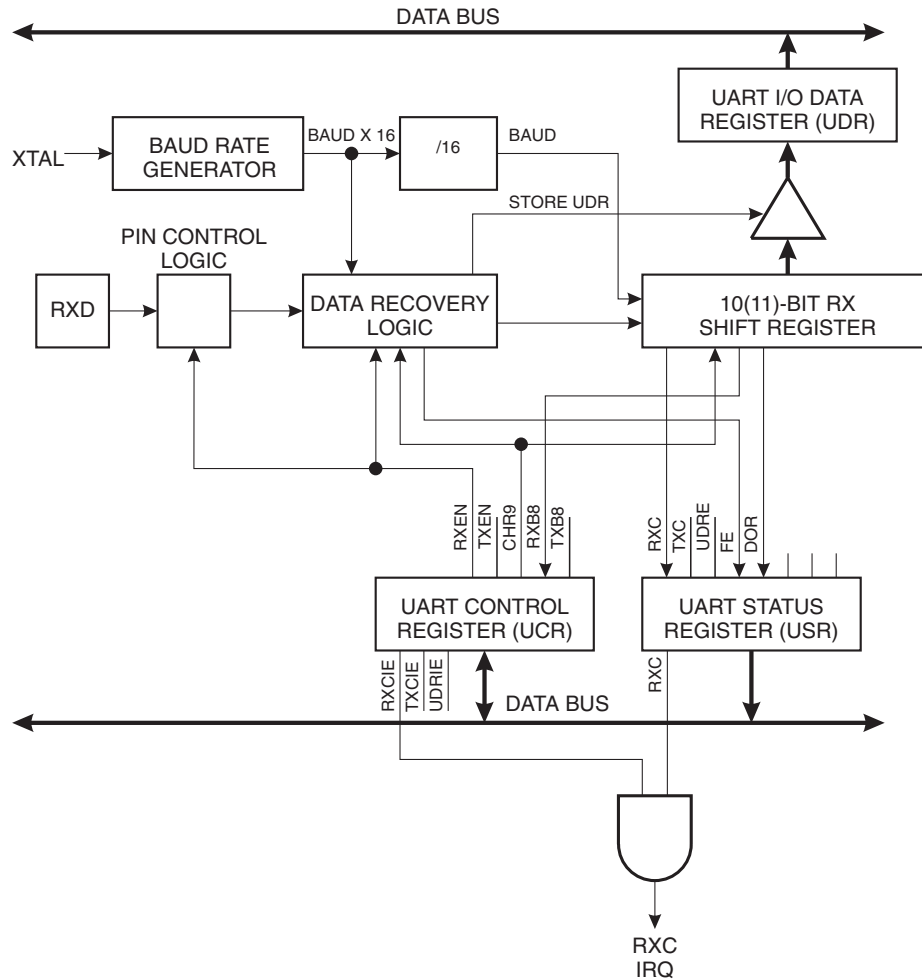 DATA BUS
UART I/O DATA
REGISTER (UDR)
XTAL
BAUD RATE
GENERATOR
BAUD X 16
/16
BAUD
STORE UDR
PIN CONTROL
LOGIC
RXD
DATA RECOVERY
LOGIC
10(11)-BIT RX
SHIFT REGISTER
RXEN
TXEN
CHR9
RXB8
TXB8
RXC
TXC
UDRE
FE
DOR
UART CONTROL
REGISTER (UCR)
UART STATUS
REGISTER (USR)
RXCIE
TXCIE
UDRIE
RXC
DATA BUS
RXC
IRQ